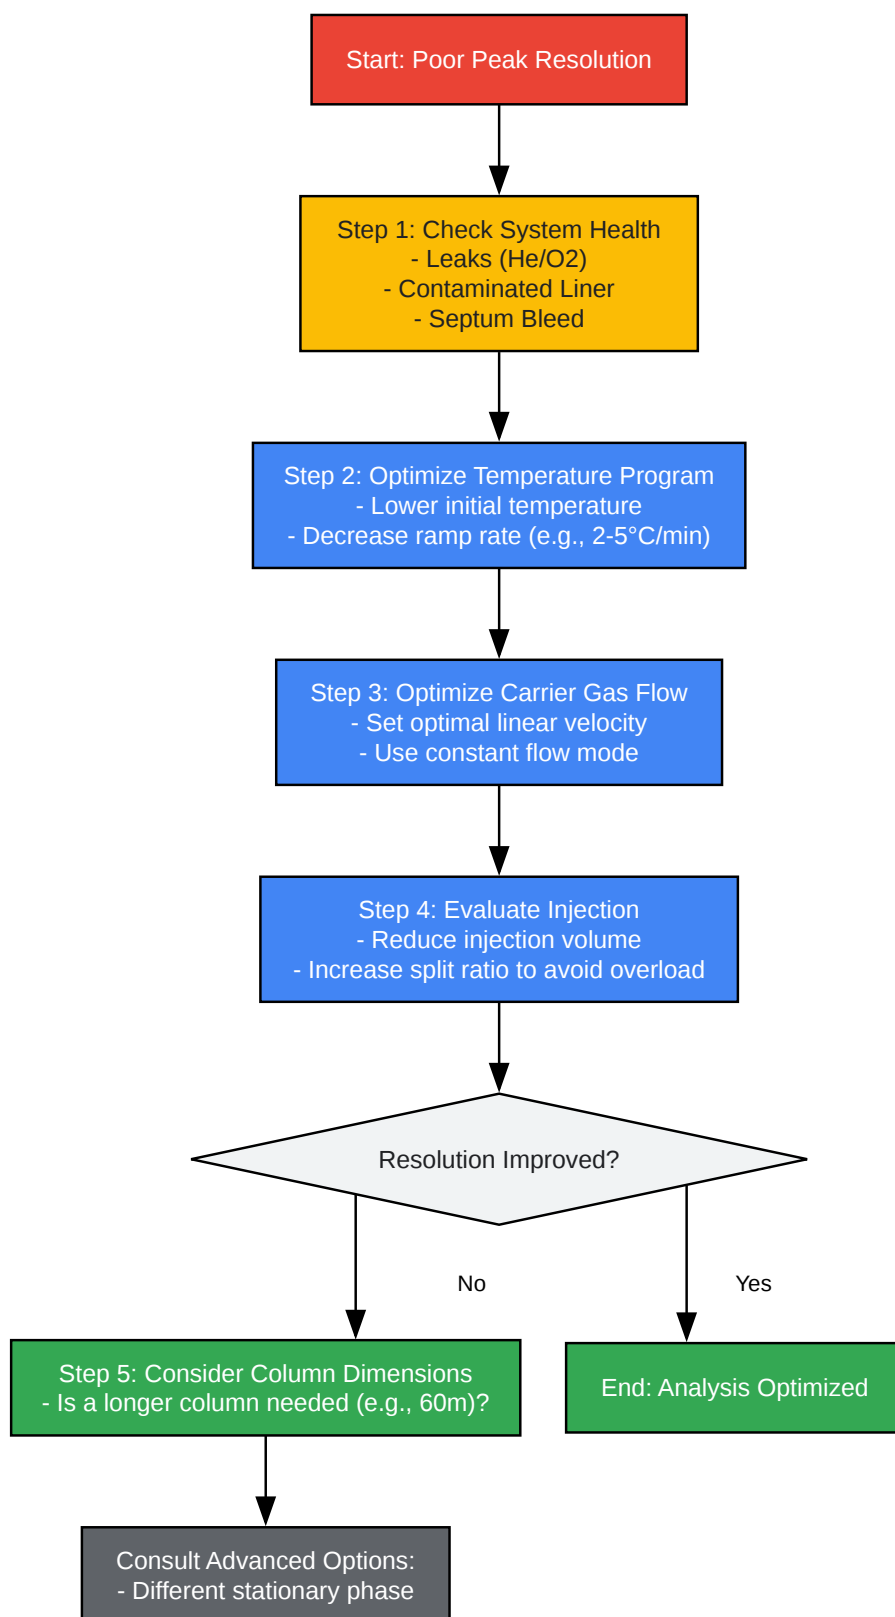 Start: Poor Peak Resolution
Step 1: Check System Health
- Leaks (He/O2)
- Contaminated Liner
- Septum Bleed
Step 2: Optimize Temperature Program
- Lower initial temperature
- Decrease ramp rate (e.g., 2-5°C/min)
Step 3: Optimize Carrier Gas Flow
- Set optimal linear velocity
- Use constant flow mode
Step 4: Evaluate Injection
- Reduce injection volume
- Increase split ratio to avoid overload
Resolution Improved?
No
Yes
Step 5: Consider Column Dimensions
- Is a longer column needed (e.g., 60m)?
End: Analysis Optimized
Consult Advanced Options:
- Different stationary phase